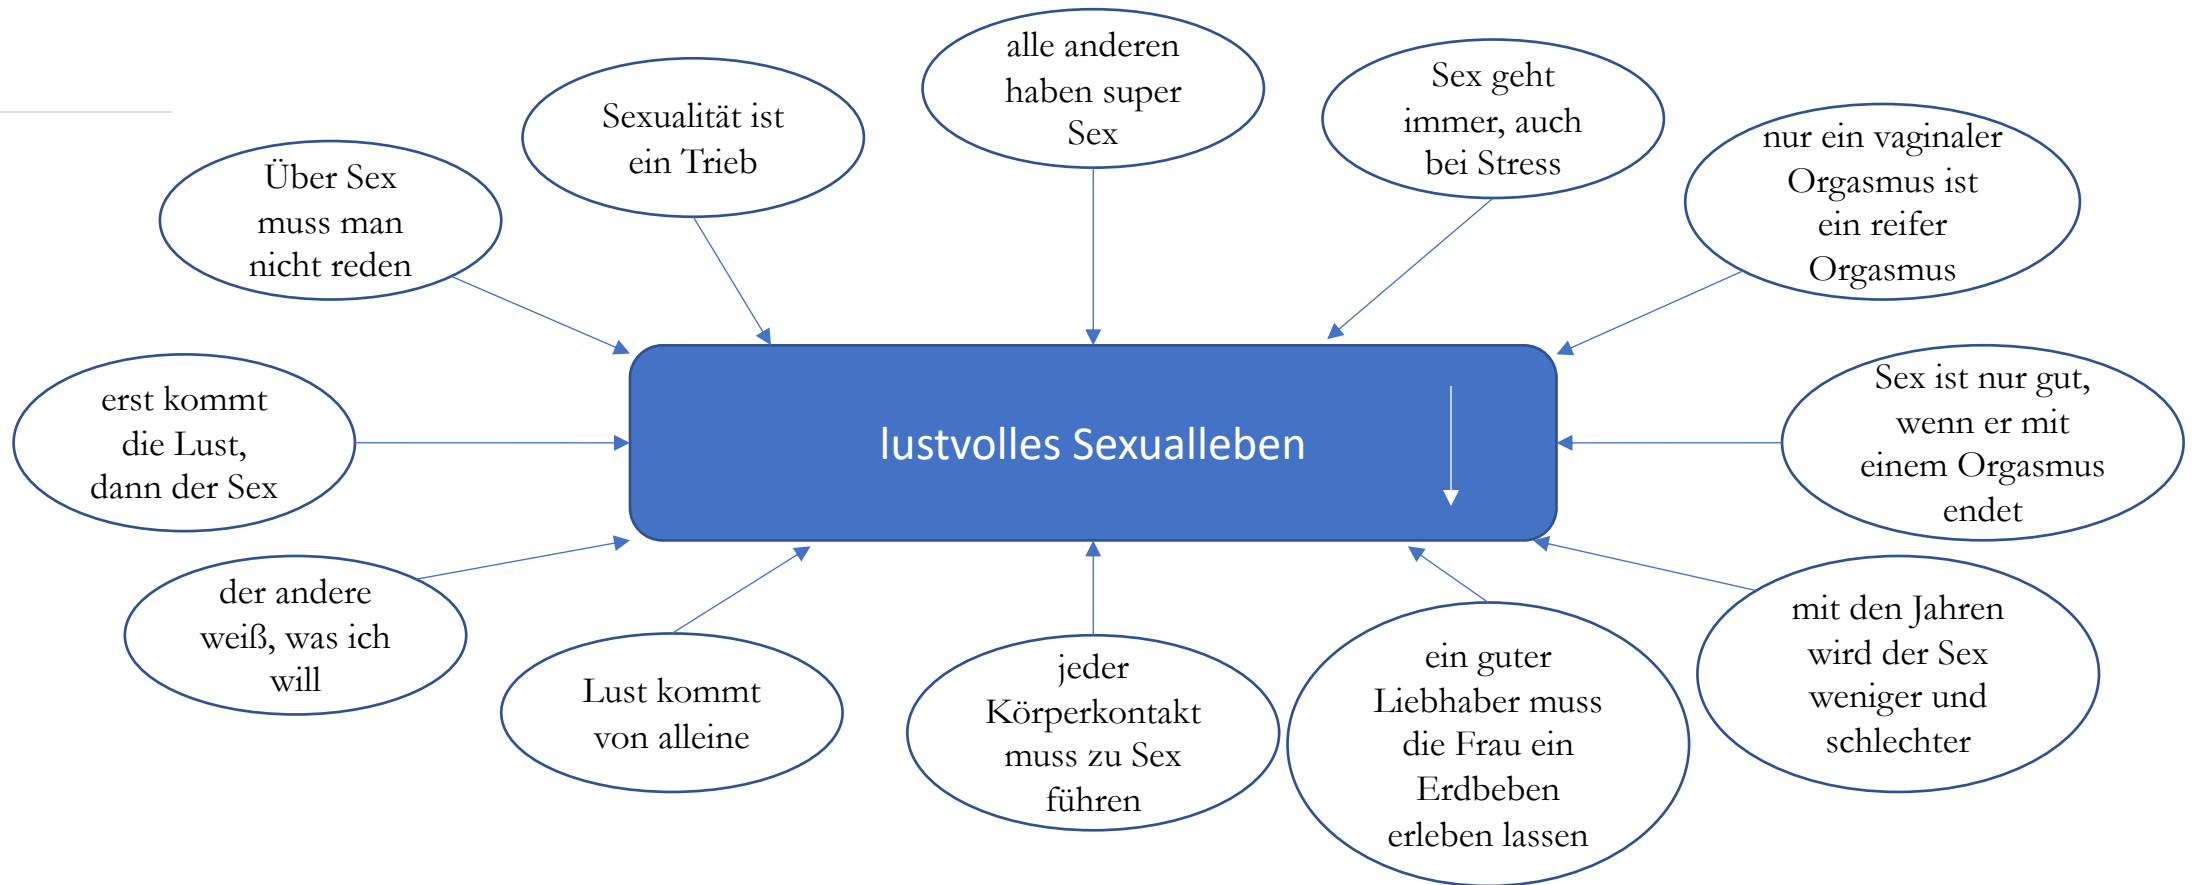 alle anderen
haben super
Sex
Sex geht
immer, auch
bei Stress
Sexualität ist
ein Trieb
nur ein vaginaler
Orgasmus ist
ein reifer
Orgasmus
Über Sex
muss man
nicht reden
erst kommt
die Lust,
dann der Sex
lustvolles Sexualleben
Sex ist nur gut,
wenn er mit
einem Orgasmus
endet
der andere
weiß, was ich
will
Lust kommt
von alleine
jeder
Körperkontakt
muss zu Sex
führen
ein guter
Liebhaber muss
die Frau ein
Erdbeben
erleben lassen
mit den Jahren
wird der Sex
weniger und
schlechter